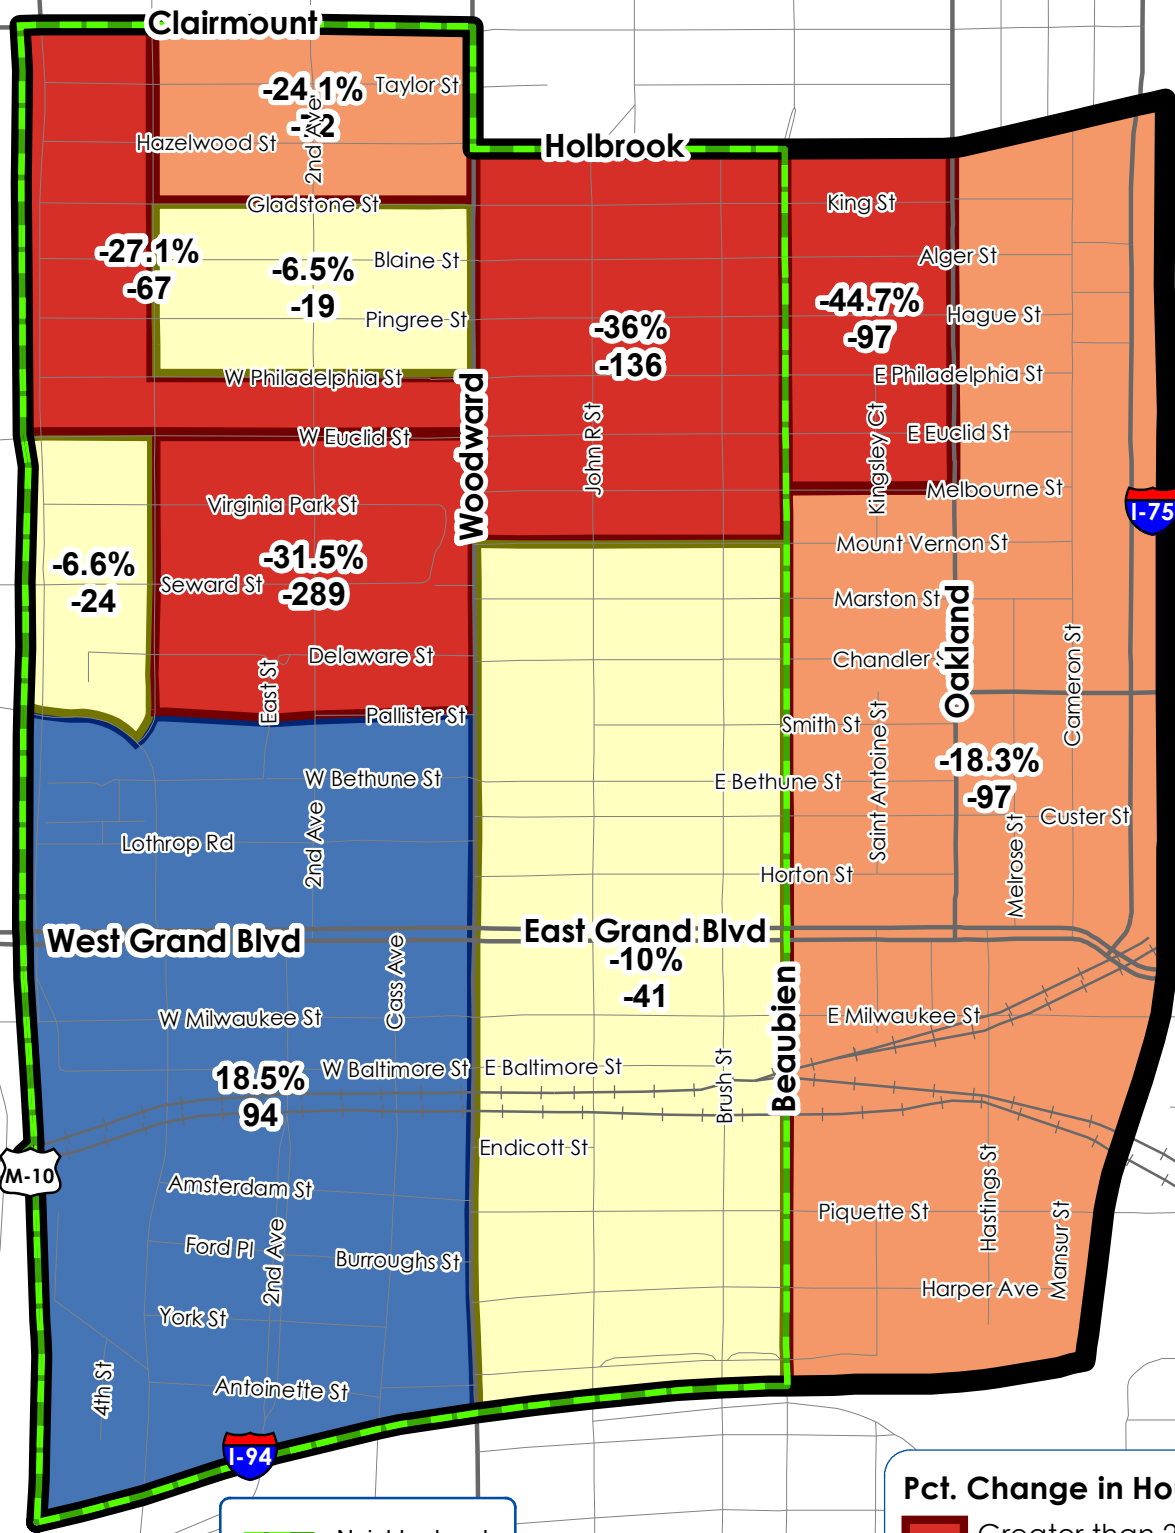 Clairmount
-24.1%
Taylor St
2nd Ave
Hazelwood St
Holbrook
Gladstone St
King St
-27.1%
-67
-6.5%
-19
Blaine St
Alger St
-44.7%
-97
Hague St
Pingree St
-36%
-136
W Philadelphia St
E Philadelphia St
Woodward
John R St
Kingsley Ct
W Euclid St
E Euclid St
Melbourne St
Virginia Park St
I-75
Mount Vernon St
-6.6%
-24
Seward St
-31.5%
-289
Marston St
Oakland
Delaware St
Chandler
Cameron St
East St
Pallister St
Smith St
Saint Antoine St
-18.3%
-97
W Bethune St
E Bethune St
2nd Ave
Lothrop Rd
Custer St
Melrose St
Horton St
West Grand Blvd
East Grand Blvd
-10%
-41
Cass Ave
Beaubien
W Milwaukee St
E Milwaukee St
W Baltimore St
E Baltimore St
18.5%
94
Brush St
Endicott St
M-10
Amsterdam St
Hastings St
Piquette St
Mansur St
Ford Pl
2nd Ave
Burroughs St
Harper Ave
York St
4th St
Antoinette St
I-94
Pct. Change in Ho
Greater than